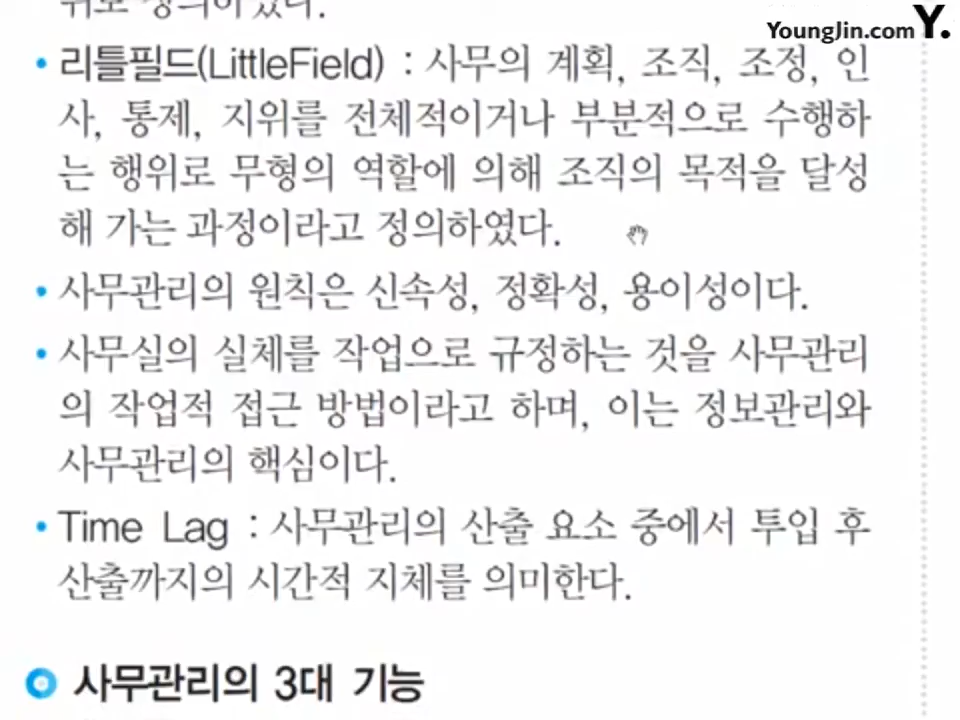 YoungJin.com Y.
위로 정의하였다.
• 리틀필드(LittleField) : 사무의 계획, 조직, 조정, 인
사, 통제, 지위를 전체적이거나 부분적으로 수행하
는 행위로 무형의 역할에 의해 조직의 목적을 달성
해 가는 과정이라고 정의하였다.
• 사무관리의 원칙은 신속성, 정확성, 용이성이다.
• 사무실의 실체를 작업으로 규정하는 것을 사무관리
의 작업적 접근 방법이라고 하며, 이는 정보관리와
사무관리의 핵심이다.
• Time Lag : 사무관리의 산출 요소 중에서 투입 후
산출까지의 시간적 지체를 의미한다.
사무관리의 3대 기능